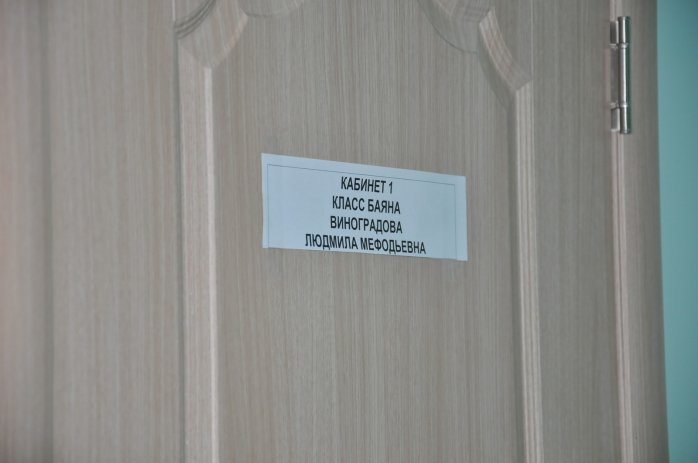 КАБИНЕТ 1
КЛАСС БАЯНА
ВИНОГРАДОВА
ЛЮДМИЛА МЕФОДЬЕВНА